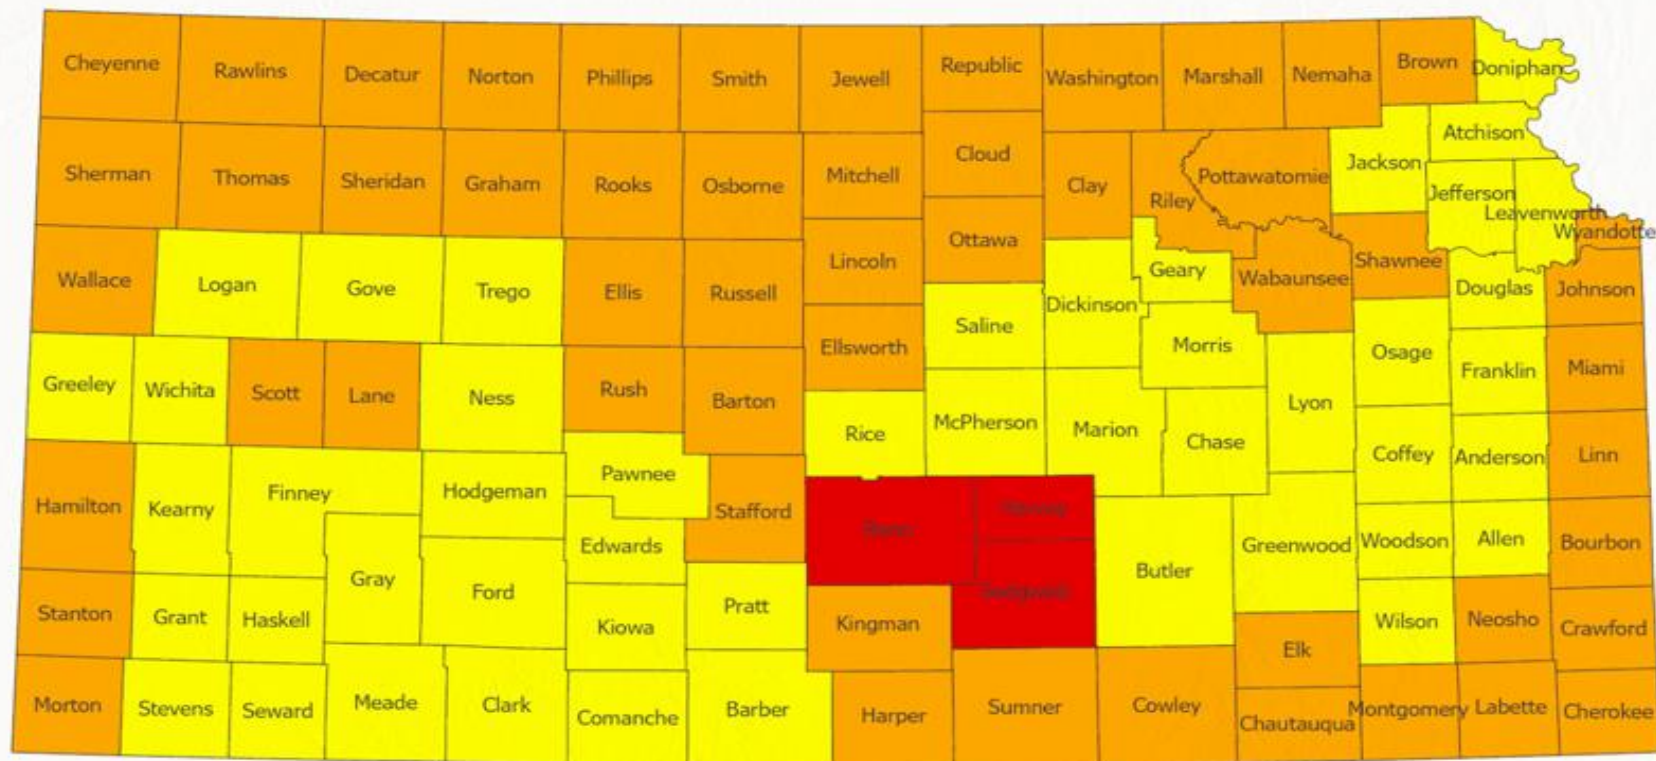 Cheyenne
Rawlins
Decatur
Norton
Phillips
Smith
Jewell
Republic
Washington
Marshall
Nemaha
Brown
Doniphan
Sherman
Thomas
Sheridan
Graham
Rooks
Osborne
Mitchell
Cloud
Clay
Riley
Pottawatomie
Jackson
Atchison
Jefferson
Leavenworth
Wyandotte
Wallace
Logan
Gove
Trego
Ellis
Russell
Lincoln
Ottawa
Dickinson
Geary
Wabaunsee
Shawnee
Douglas
Johnson
Greeley
Wichita
Scott
Lane
Ness
Rush
Barton
Ellsworth
Saline
Morris
Osage
Franklin
Miami
Rice
McPherson
Marion
Chase
Lyon
Coffey
Anderson
Linn
Hamilton
Kearny
Finney
Hodgeman
Pawnee
Stafford
Edwards
Reno
Harvey
Sedgwick
Butler
Greenwood
Woodson
Allen
Bourbon
Stanton
Grant
Haskell
Gray
Ford
Kiowa
Pratt
Kingman
Elk
Wilson
Neosho
Crawford
Morton
Stevens
Seward
Meade
Clark
Comanche
Barber
Harper
Sumner
Cowley
Chautauqua
Montgomery
Labette
Cherokee